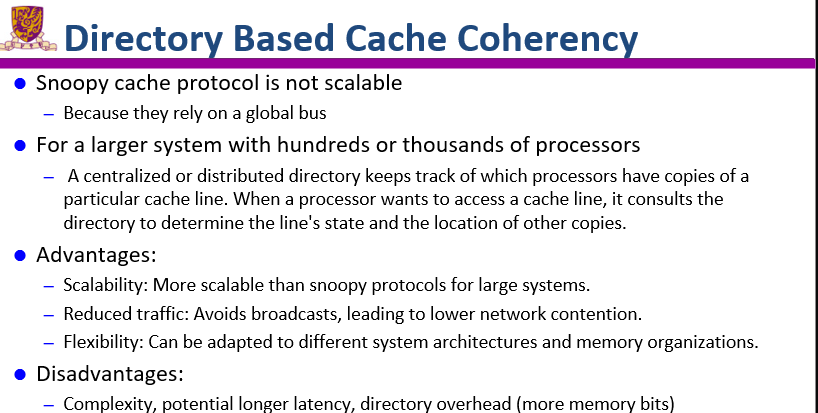 Directory Based Cache Coherency
● Snoopy cache protocol is not scalable
– Because they rely on a global bus
● For a larger system with hundreds or thousands of processors
– A centralized or distributed directory keeps track of which processors have copies of a
particular cache line. When a processor wants to access a cache line, it consults the
directory to determine the line's state and the location of other copies.
● Advantages:
– Scalability: More scalable than snoopy protocols for large systems.
– Reduced traffic: Avoids broadcasts, leading to lower network contention.
– Flexibility: Can be adapted to different system architectures and memory organizations.
● Disadvantages:
– Complexity, potential longer latency, directory overhead (more memory bits)